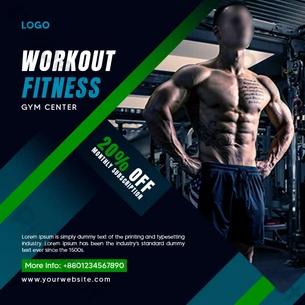 LOGO
WORKOUT
FITNESS
GYM CENTER
20% OFF
MONTHLY SUBSCRIPTION
Lorem Ipsum is simply dummy text of the printing and typesetting
industry. Lorem Ipsum has been the industry's standard dummy text
ever since the 1500s.
More Info: +8801234567890
www.yourwebsite.com